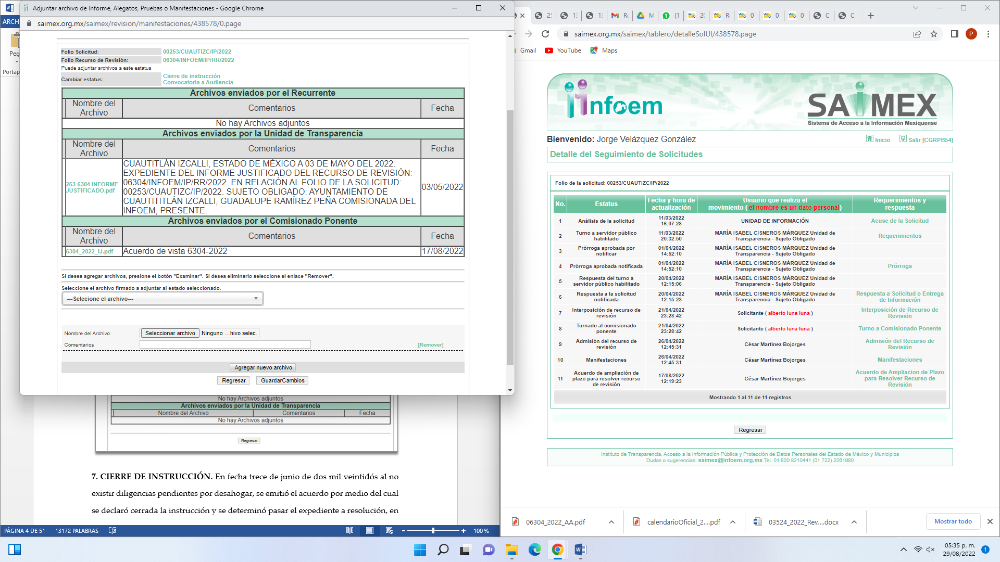 Adjuntar archivo de Informe, Alegatos, Pruebas o Manifestaciones - Google Chrome
saimex.org.mx/saimex/revision/manifestaciones/438578/0.page
ARCH
Peg
Portap
Folio Solicitud: 00253/CUAUTIZC/IP/2022
Folio Recurso de Revisión: 06304/INFOEM/IP/RR/2022
Puede adjuntar archivos a este estatus
Cambiar estatus: Cierre de instrucción
Convocatoria a Audiencia
Archivos enviados por el Recurrente
Nombre del Archivo Comentarios Fecha
No hay Archivos adjuntos
Archivos enviados por la Unidad de Transparencia
Nombre del Archivo Comentarios Fecha
253-6304 INFORME JUSTIFICADO.pdf
CUAUTITLÁN IZCALLI, ESTADO DE MÉXICO A 03 DE MAYO DEL 2022.
EXPEDIENTE DEL INFORME JUSTIFICADO DEL RECURSO DE REVISIÓN:
06304/INFOEM/IP/RR/2022. EN RELACIÓN AL FOLIO DE LA SOLICITUD:
00253/CUAUTIZC/IP/2022. SUJETO OBLIGADO: AYUNTAMIENTO DE
CUAUTITITLÁN IZCALLI, GUADALUPE RAMÍREZ PEÑA COMISIONADA DEL
INFOEM, PRESENTE.
03/05/2022
Archivos enviados por el Comisionado Ponente
Nombre del Archivo Comentarios Fecha
6304_2022_IJ.pdf Acuerdo de vista 6304-2022 17/08/2022
Si desea agregar archivos, presione el botón "Examinar". Si desea eliminarlo seleccione el enlace "Remover".
Seleccione el archivo firmado a adjuntar al estado seleccionado.
---Selecione el archivo---
Nombre del Archivo Seleccionar archivo Ninguno ...hivo selec.
Comentarios [Remover]
Agregar nuevo archivo
Regresar GuardarCambios
No hay Archivos adjuntos
Archivos enviados por la Unidad de Transparencia
Nombre del Archivo Comentarios Fecha
No hay Archivos adjuntos
Regresar
7. CIERRE DE INSTRUCCIÓN. En fecha trece de junio de dos mil veintidós al no
existir diligencias pendientes por desahogar, se emitió el acuerdo por medio del cual
se declaró cerrada la instrucción y se determinó pasar el expediente a resolución, en
PÁGINA 4 DE 51 13172 PALABRAS 100 %
saimex.org.mx/saimex/tablero/detalleSolUI/438578.page
P
Gmail YouTube Maps
infoem
SAIMEX
Sistema de Acceso a la Información Mexiquense
Bienvenido: Jorge Velázquez González Inicio Salir [CGRPB54]
Detalle del Seguimiento de Solicitudes
Folio de la solicitud: 00253/CUAUTIZC/IP/2022
No. Estatus Fecha y hora de actualización Usuario que realiza el movimiento ( el nombre es un dato personal) Requerimientos y respuesta
1 Análisis de la solicitud 11/03/2022 16:07:28 UNIDAD DE INFORMACIÓN Acuse de la Solicitud
2 Turno a servidor público habilitado 11/03/2022 20:32:50 MARÍA ISABEL CISNEROS MÁRQUEZ Unidad de Transparencia - Sujeto Obligado Requerimientos
3 Prórroga aprobada por notificar 01/04/2022 14:52:10 MARÍA ISABEL CISNEROS MÁRQUEZ Unidad de Transparencia - Sujeto Obligado
4 Prórroga aprobada notificada 01/04/2022 14:52:10 MARÍA ISABEL CISNEROS MÁRQUEZ Unidad de Transparencia - Sujeto Obligado Prórroga
5 Respuesta del turno a servidor público habilitado 20/04/2022 12:15:06 MARÍA ISABEL CISNEROS MÁRQUEZ Unidad de Transparencia - Sujeto Obligado
6 Respuesta a la solicitud notificada 20/04/2022 12:15:23 MARÍA ISABEL CISNEROS MÁRQUEZ Unidad de Transparencia - Sujeto Obligado Respuesta a Solicitud o Entrega de Información
7 Interposición de recurso de revisión 21/04/2022 23:28:42 Solicitante ( alberto luna luna ) Interposición de Recurso de Revisión
8 Turnado al comisionado ponente 21/04/2022 23:28:42 Solicitante ( alberto luna luna ) Turno a Comisionado Ponente
9 Admisión del recurso de revisión 26/04/2022 12:45:31 César Martínez Bojorges Admisión del Recurso de Revisión
10 Manifestaciones 26/04/2022 12:45:31 César Martínez Bojorges Manifestaciones
11 Acuerdo de ampliación de plazo para resolver recurso de revisión 17/08/2022 12:19:23 César Martínez Bojorges Acuerdo de Ampliacion de Plazo para Resolver Recurso de Revisión
Mostrando 1 al 11 de 11 registros
Regresar
Instituto de Transparencia, Acceso a la Información Pública y Protección de Datos Personales del Estado de México y Municipios
Dudas o sugerencias: saimex@infoem.org.mx Tel. 01 800 8210441 (01 722) 2261980
06304_2022_AA.pdf calendarioOficial_2....pdf 03524_2022_Rev....docx Mostrar todo
05:35 p. m.
29/08/2022
1